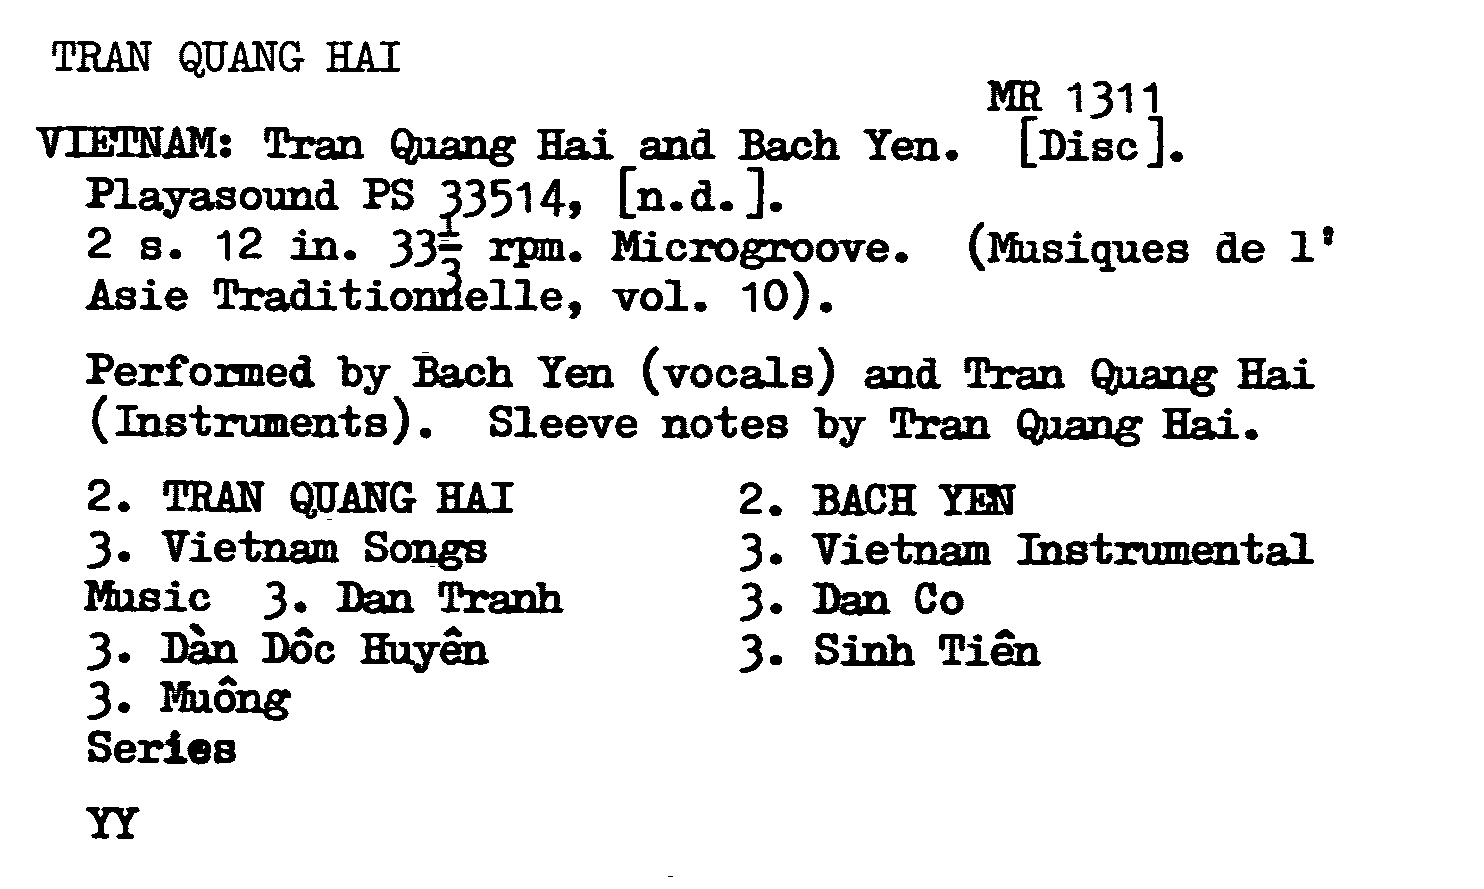 TRAN QUANG HAI
MR 1311
VIETNAM: Tran Quang Hai and Bach Yen. [Disc].
Playasound PS 33514, [n.d.].
2 s. 12 in. 33⅓ rpm. Microgroove. (Musiques de l'
Asie Traditionnelle, vol. 10).
Performed by Bach Yen (vocals) and Tran Quang Hai
(Instruments). Sleeve notes by Tran Quang Hai.
2. TRAN QUANG HAI 2. BACH YEN
3. Vietnam Songs 3. Vietnam Instrumental
Music 3. Dan Tranh 3. Dan Co
3. Dàn Dôc Huyên 3. Sinh Tiên
3. Muông
Series
YY